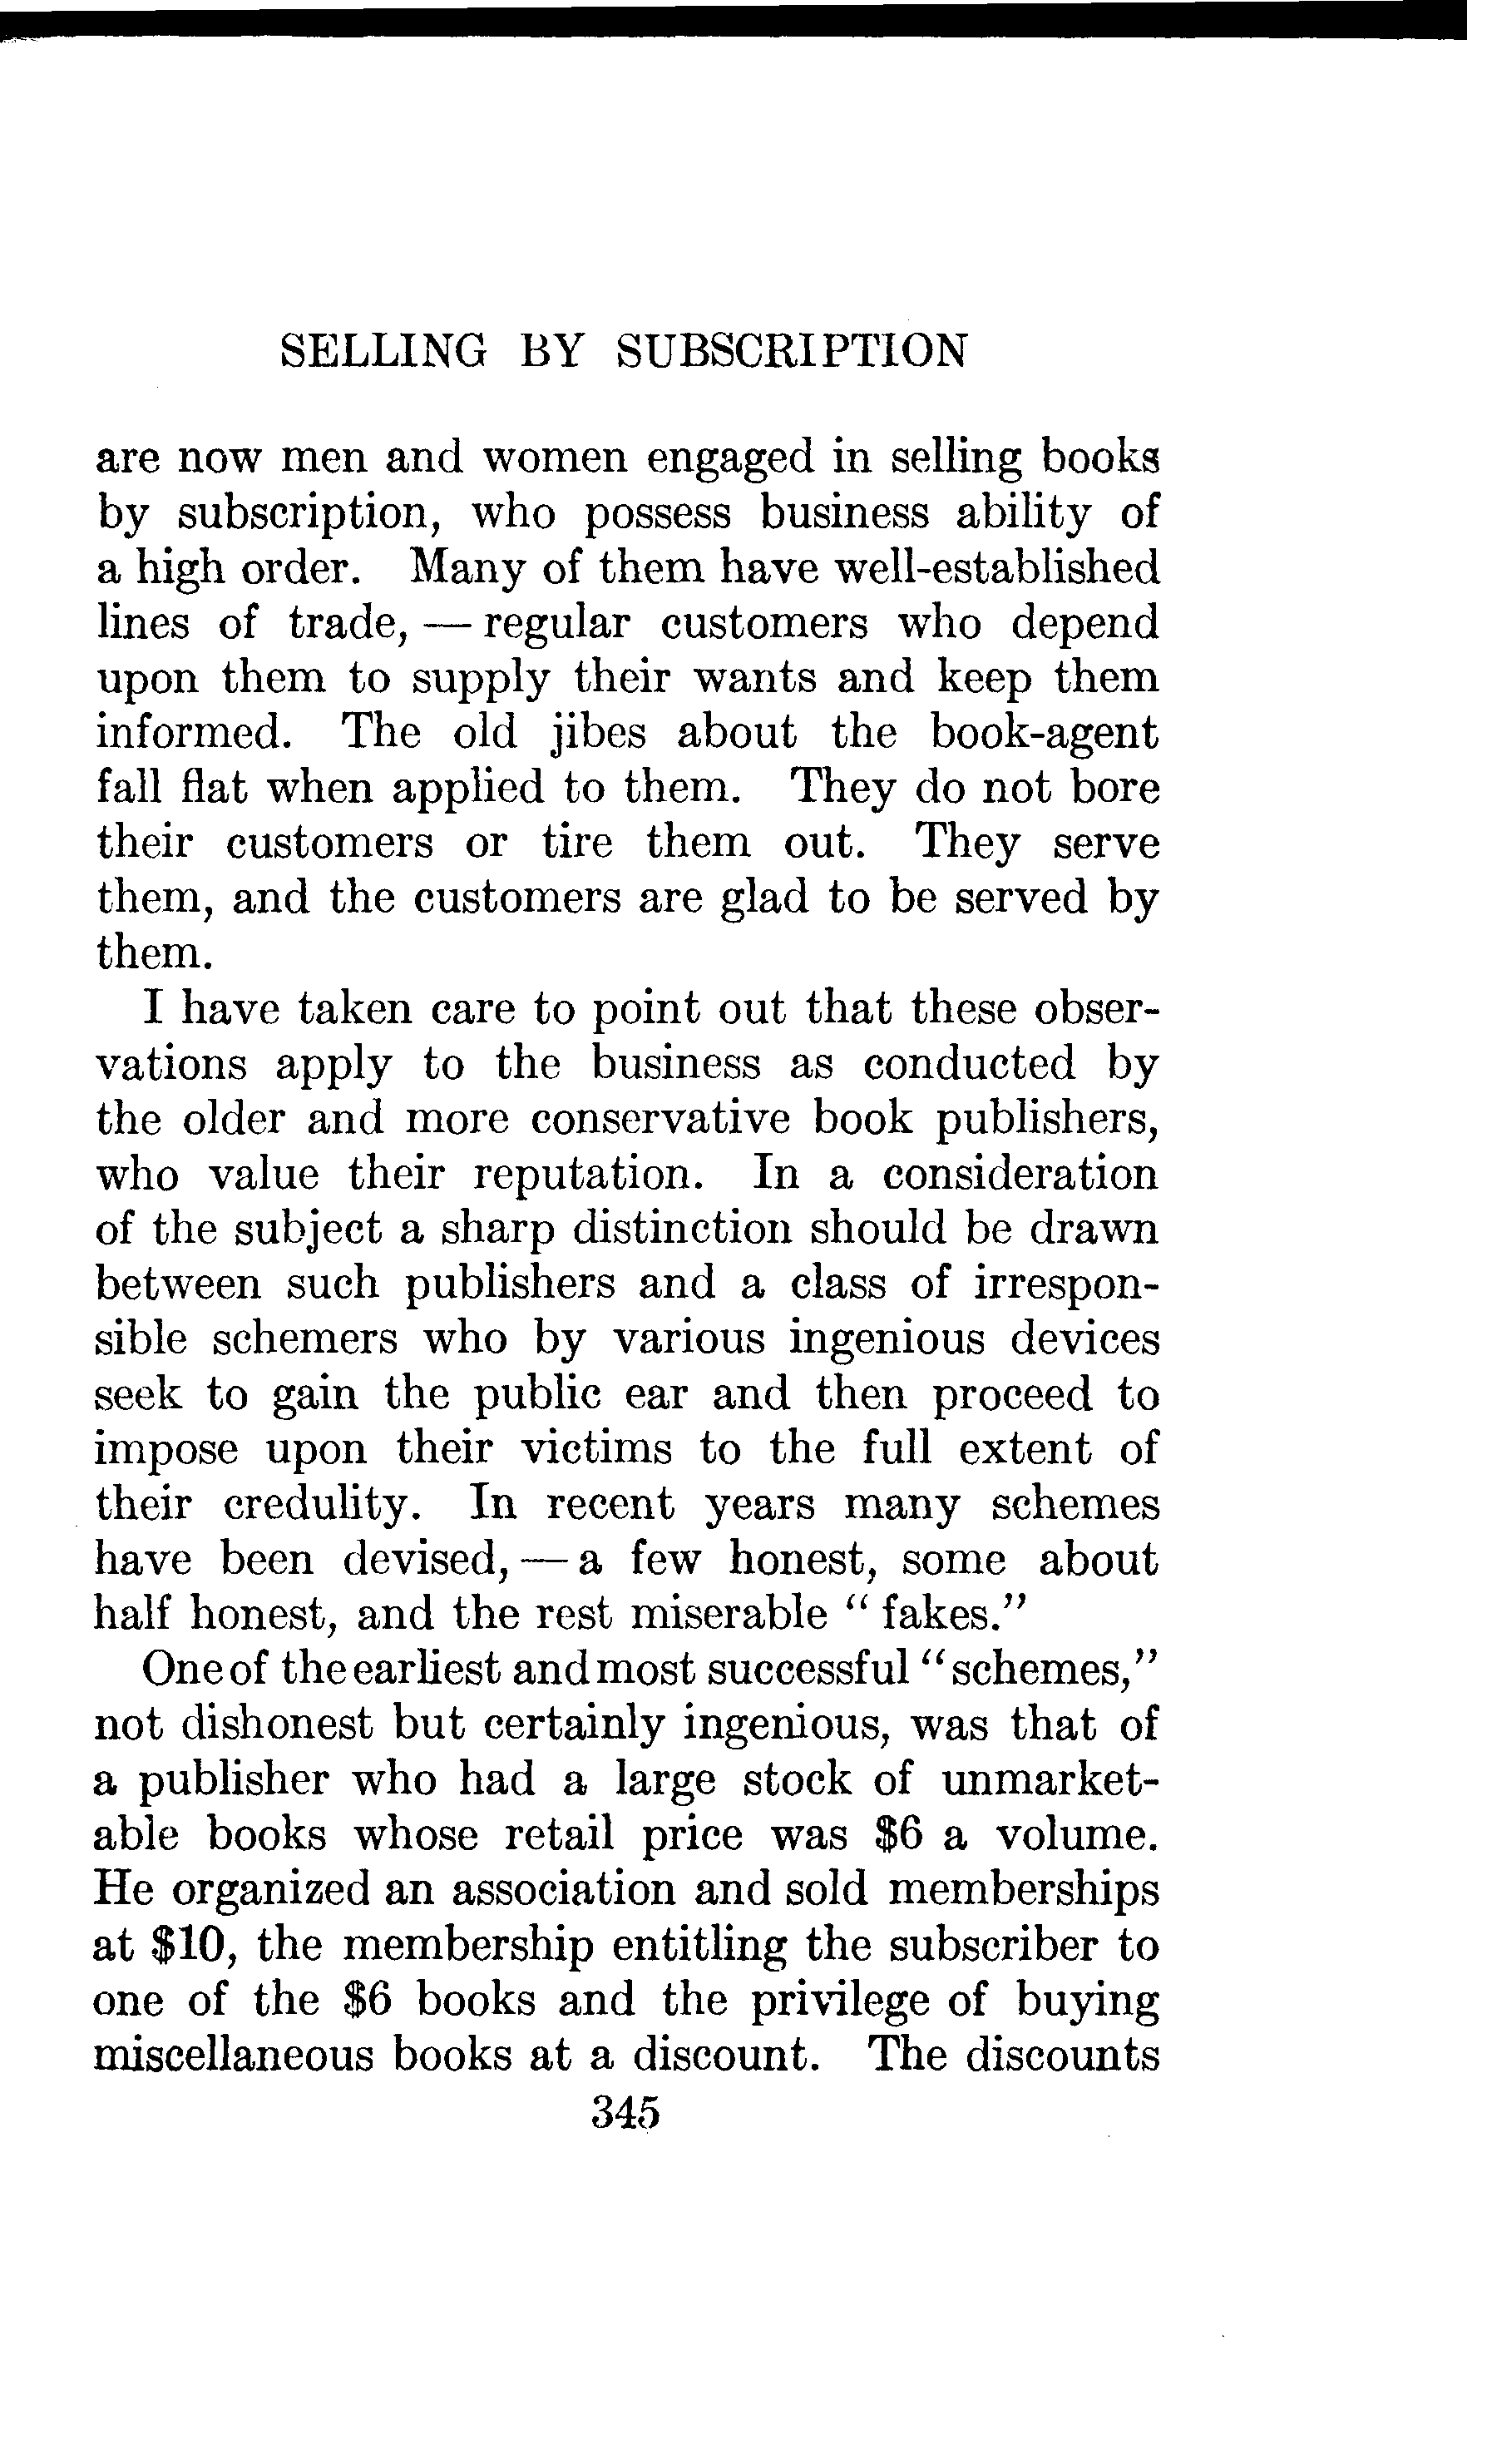 SELLING BY SUBSCRIPTION
are now men and women engaged in selling books
by subscription, who possess business ability of
a high order. Many of them have well-established
lines of trade, — regular customers who depend
upon them to supply their wants and keep them
informed. The old jibes about the book-agent
fall flat when applied to them. They do not bore
their customers or tire them out. They serve
them, and the customers are glad to be served by
them.
I have taken care to point out that these obser-
vations apply to the business as conducted by
the older and more conservative book publishers,
who value their reputation. In a consideration
of the subject a sharp distinction should be drawn
between such publishers and a class of irrespon-
sible schemers who by various ingenious devices
seek to gain the public ear and then proceed to
impose upon their victims to the full extent of
their credulity. In recent years many schemes
have been devised, — a few honest, some about
half honest, and the rest miserable “ fakes.”
One of the earliest and most successful “schemes,”
not dishonest but certainly ingenious, was that of
a publisher who had a large stock of unmarket-
able books whose retail price was $6 a volume.
He organized an association and sold memberships
at $10, the membership entitling the subscriber to
one of the $6 books and the privilege of buying
miscellaneous books at a discount. The discounts
345